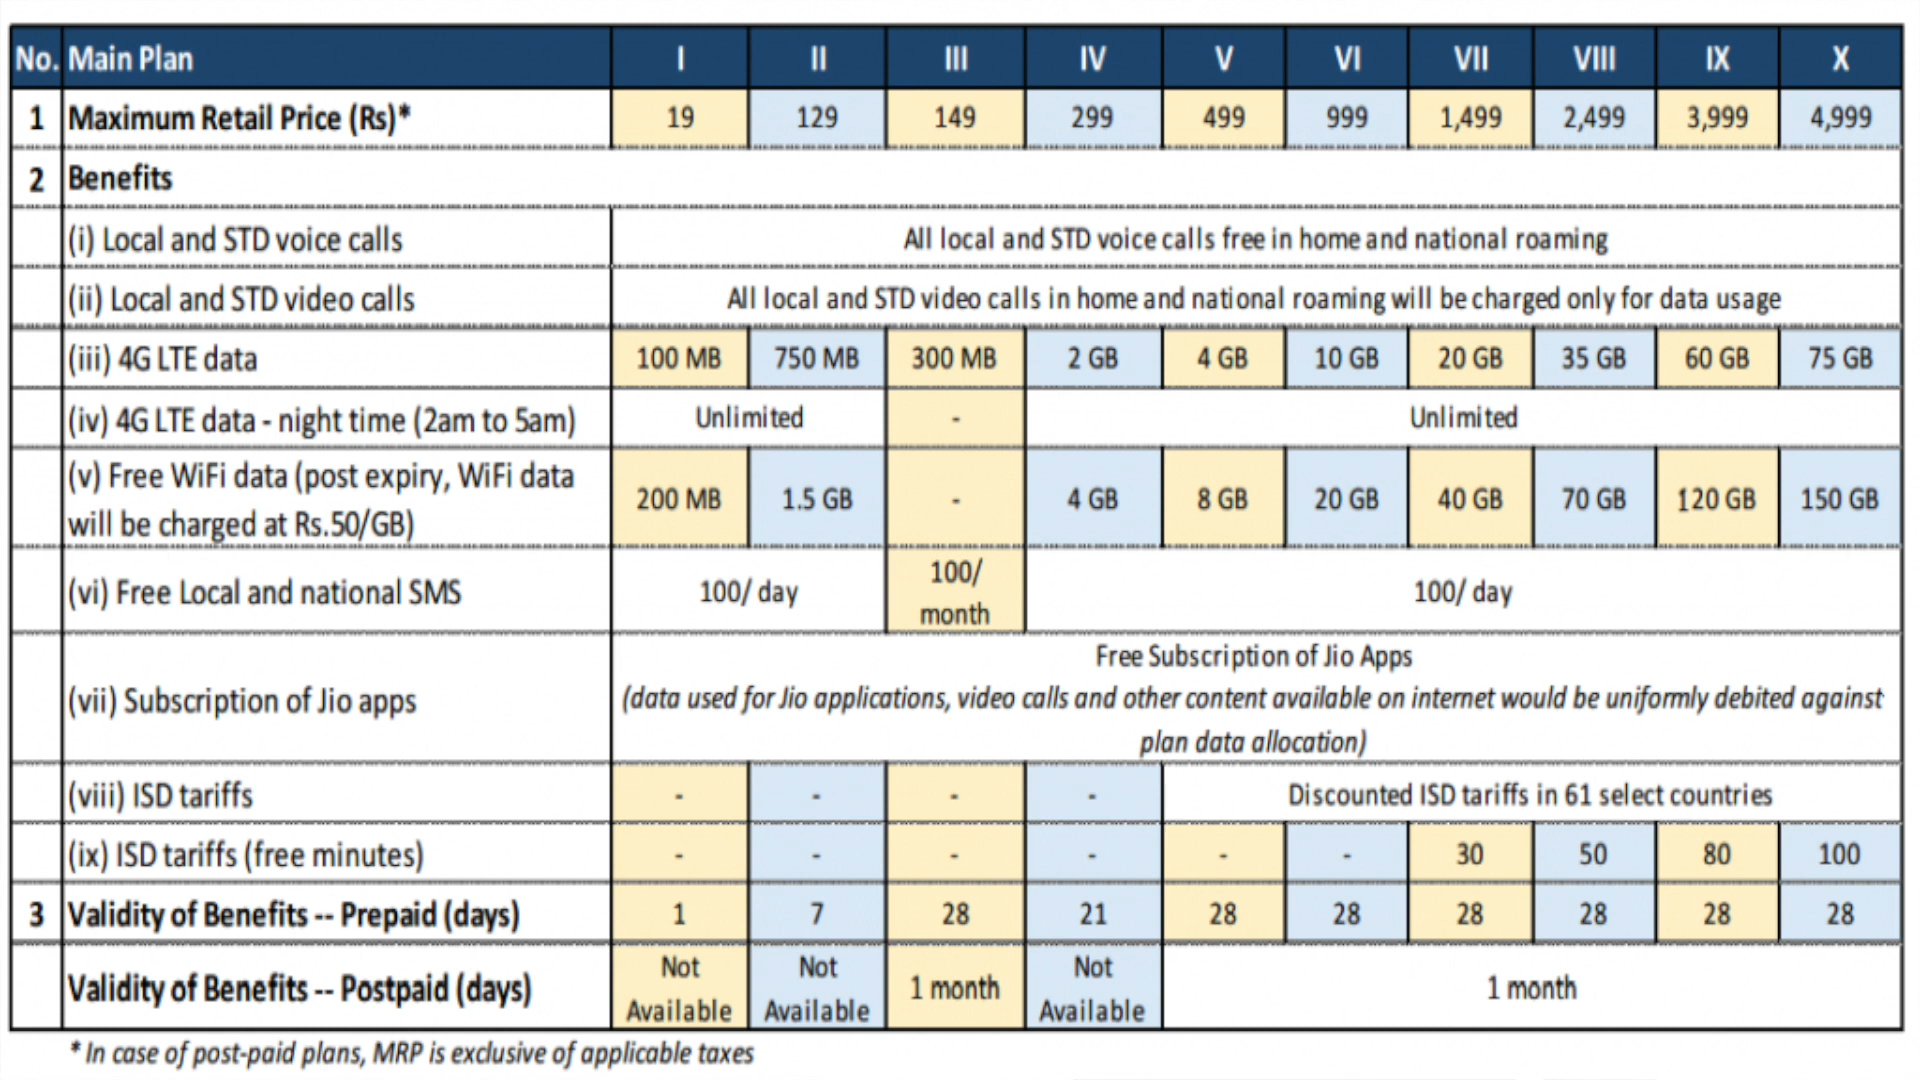 No. Main Plan I II III IV V VI VII VIII IX X
1 Maximum Retail Price (Rs)* 19 129 149 299 499 999 1,499 2,499 3,999 4,999
2 Benefits
(i) Local and STD voice calls All local and STD voice calls free in home and national roaming
(ii) Local and STD video calls All local and STD video calls in home and national roaming will be charged only for data usage
(iii) 4G LTE data 100 MB 750 MB 300 MB 2 GB 4 GB 10 GB 20 GB 35 GB 60 GB 75 GB
(iv) 4G LTE data - night time (2am to 5am) Unlimited - Unlimited
(v) Free WiFi data (post expiry, WiFi data
will be charged at Rs.50/GB) 200 MB 1.5 GB - 4 GB 8 GB 20 GB 40 GB 70 GB 120 GB 150 GB
(vi) Free Local and national SMS 100/ day 100/
month 100/ day
(vii) Subscription of Jio apps Free Subscription of Jio Apps
(data used for Jio applications, video calls and other content available on internet would be uniformly debited against
plan data allocation)
(viii) ISD tariffs - - - - Discounted ISD tariffs in 61 select countries
(ix) ISD tariffs (free minutes) - - - - - - 30 50 80 100
3 Validity of Benefits -- Prepaid (days) 1 7 28 21 28 28 28 28 28 28
Validity of Benefits -- Postpaid (days) Not
Available Not
Available 1 month Not
Available 1 month
* In case of post-paid plans, MRP is exclusive of applicable taxes